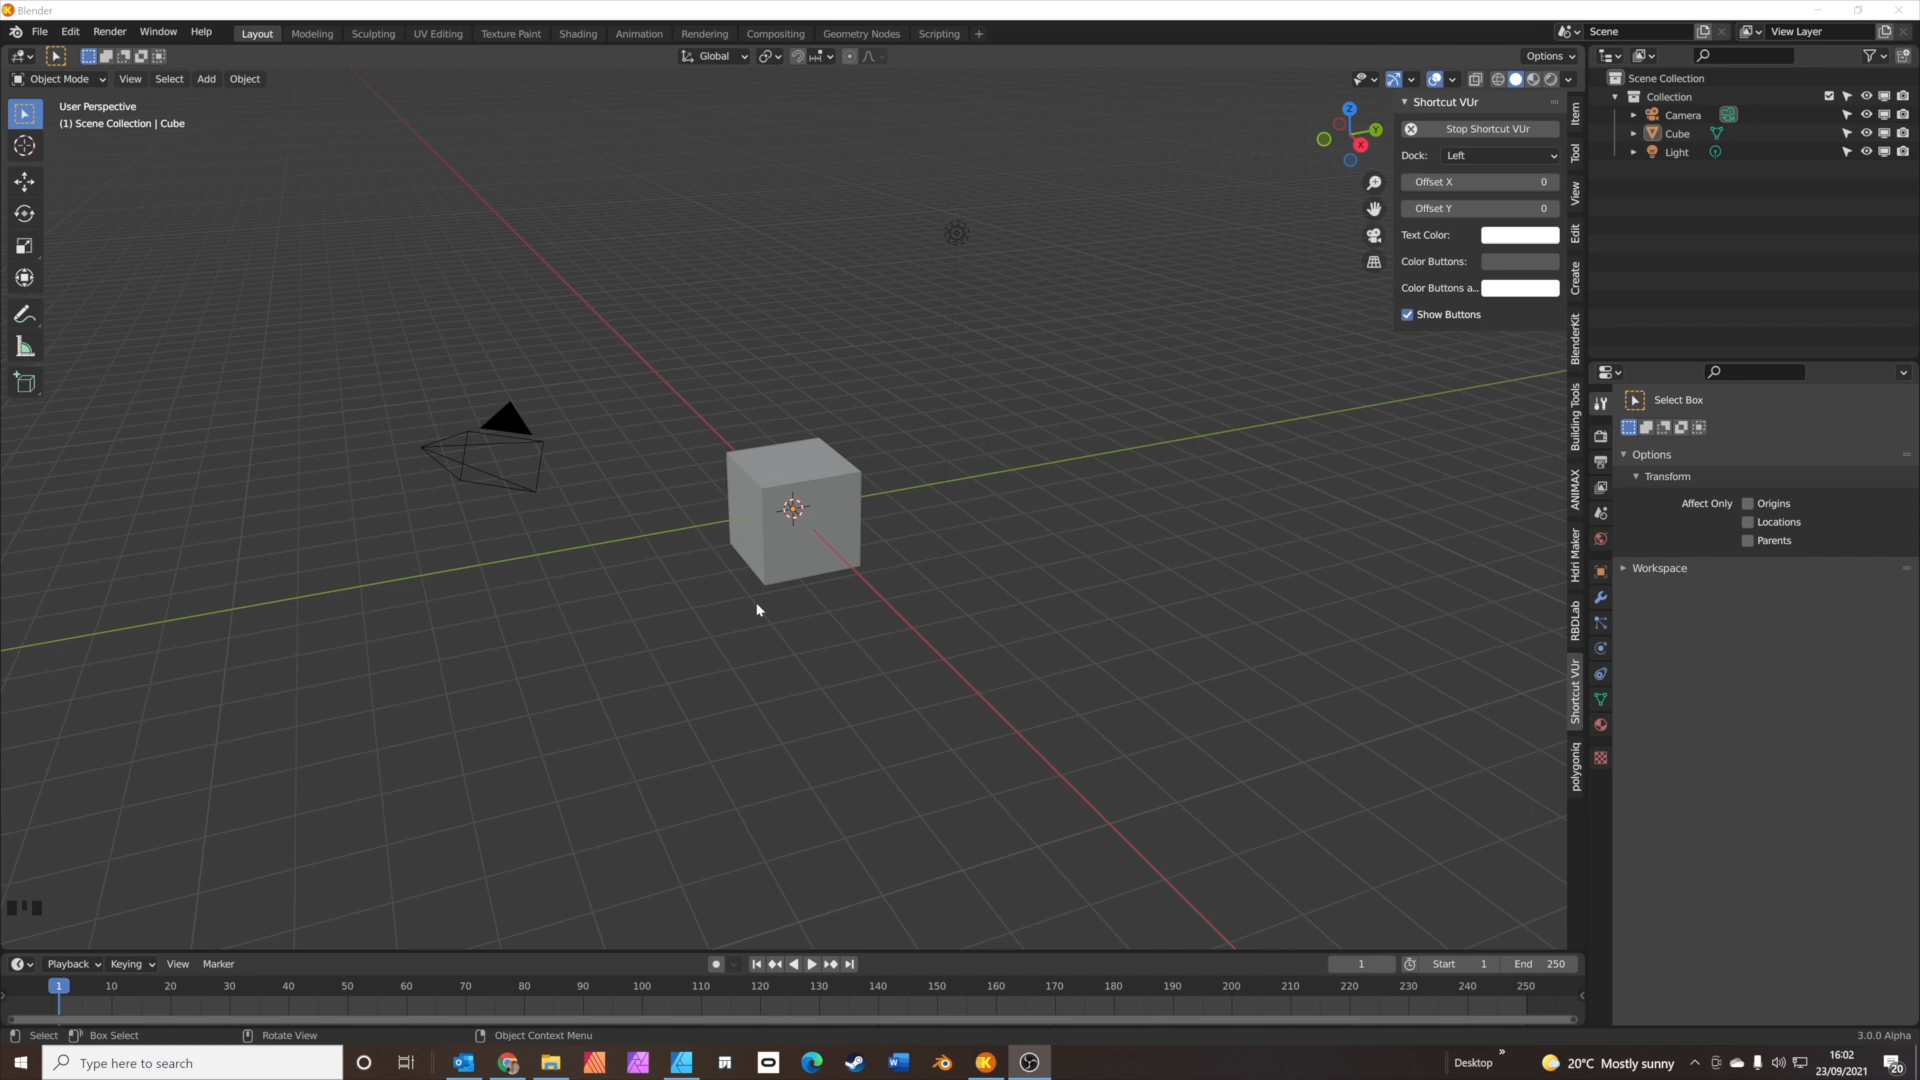 Blender
File Edit Render Window Help Layout Modeling Sculpting UV Editing Texture Paint Shading Animation Rendering Compositing Geometry Nodes Scripting + Scene View Layer
Global Options
Object Mode View Select Add Object
User Perspective
(1) Scene Collection | Cube
Z
Y
X
Shortcut VUr
Stop Shortcut VUr
Dock: Left
Offset X 0
Offset Y 0
Text Color:
Color Buttons:
Color Buttons a...
Show Buttons
Item
Tool
View
Edit
Create
BlenderKit
Building Tools
ANIMAX
Hdri Maker
RBDLab
Shortcut VUr
polygoniq
Scene Collection
Collection
Camera
Cube
Light
Select Box
Options
Transform
Affect Only Origins
Locations
Parents
Workspace
Playback Keying View Marker 1 Start 1 End 250
1 10 20 30 40 50 60 70 80 90 100 110 120 130 140 150 160 170 180 190 200 210 220 230 240 250
Select Box Select Rotate View Object Context Menu 3.0.0 Alpha
Type here to search Desktop 20°C Mostly sunny 16:02
23/09/2021 20